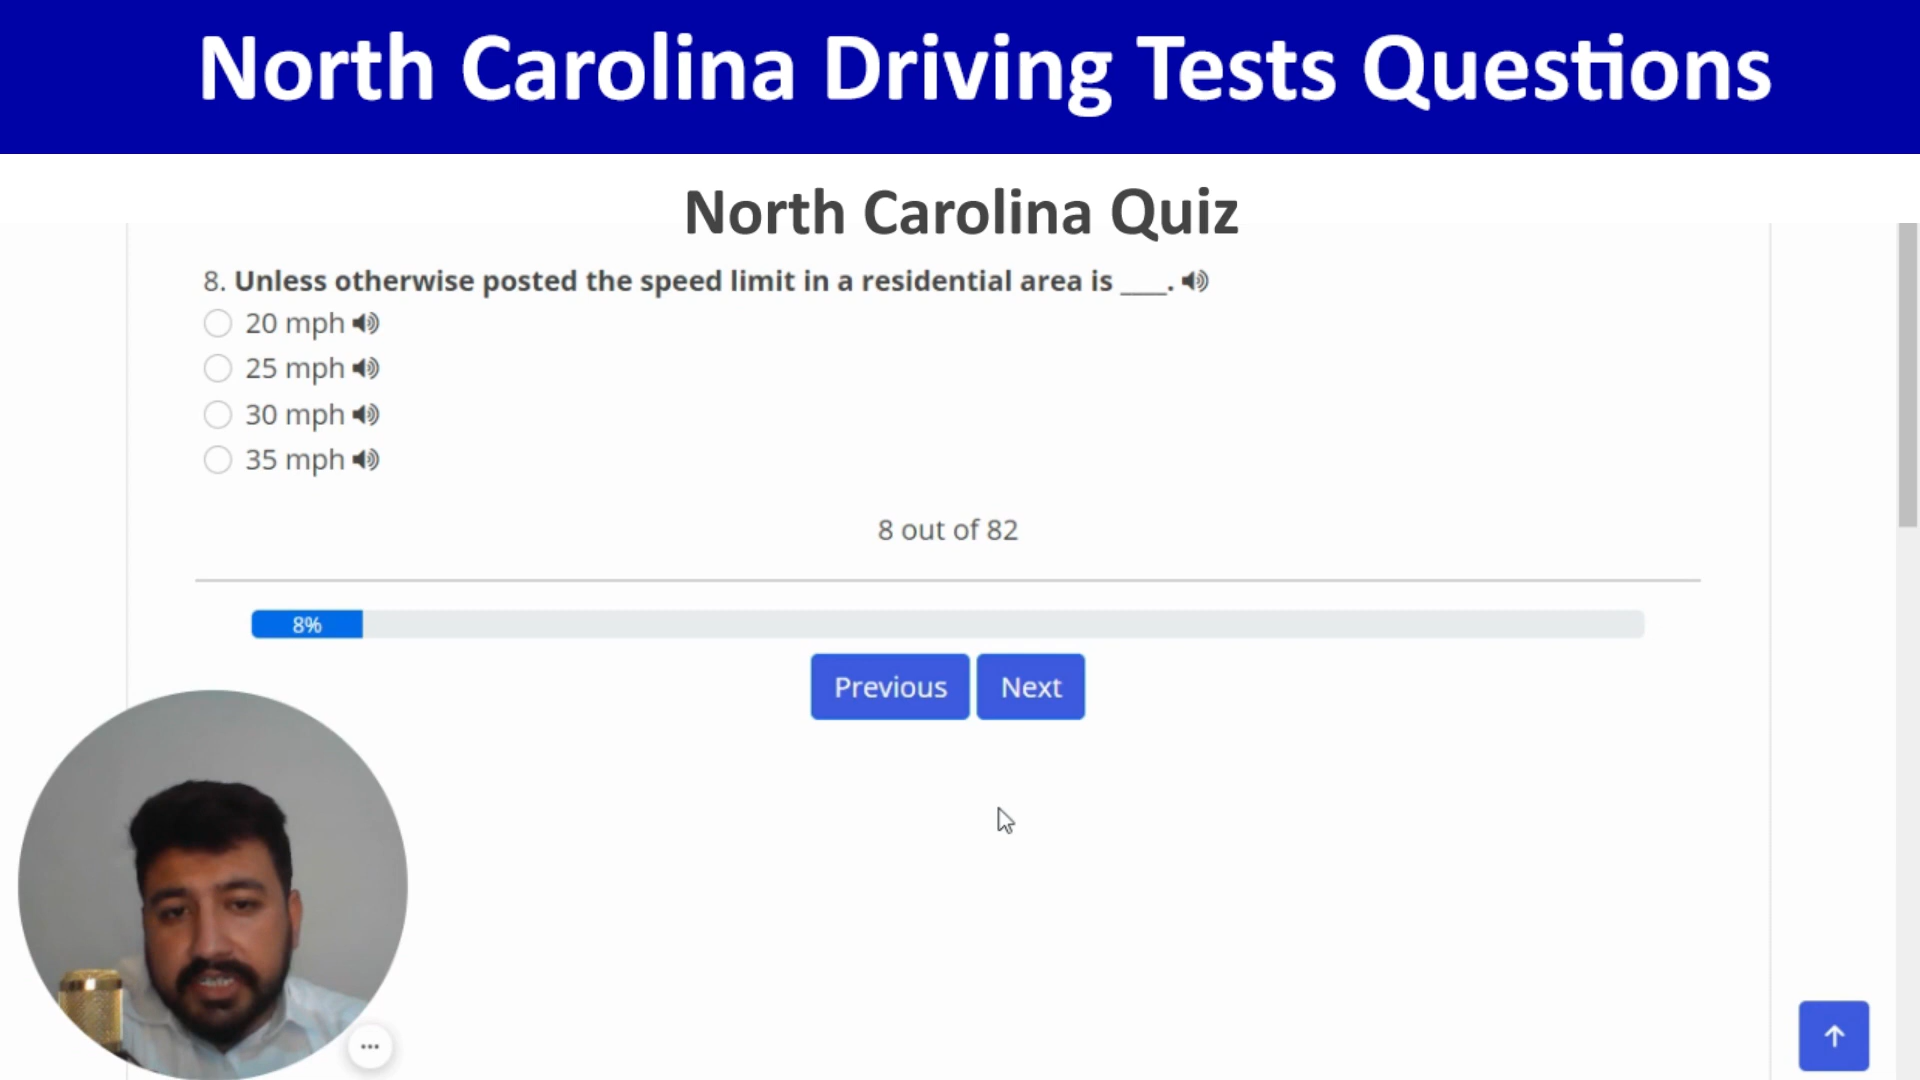 North Carolina Driving Tests Questions
North Carolina Quiz
8. Unless otherwise posted the speed limit in a residential area is ____.
20 mph
25 mph
30 mph
35 mph
8 out of 82
8%
Previous Next